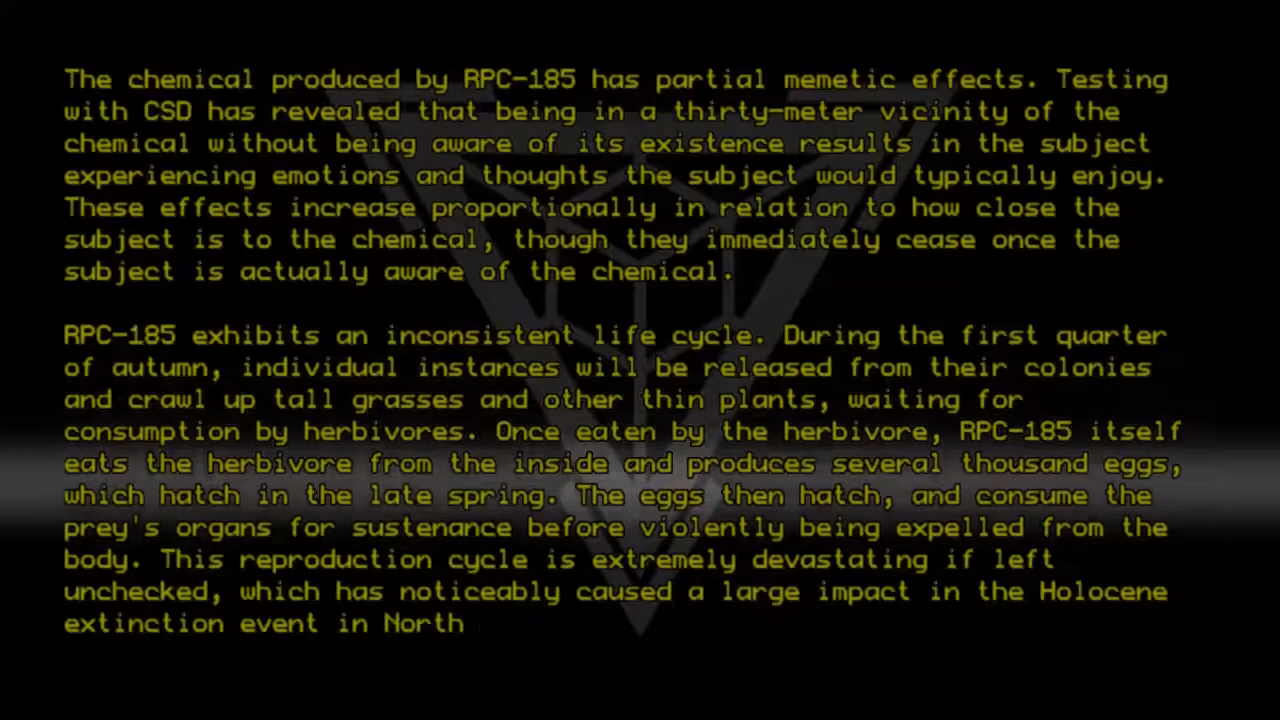 The chemical produced by RPC-185 has partial memetic effects. Testing
with CSD has revealed that being in a thirty-meter vicinity of the
chemical without being aware of its existence results in the subject
experiencing emotions and thoughts the subject would typically enjoy.
These effects increase proportionally in relation to how close the
subject is to the chemical, though they immediately cease once the
subject is actually aware of the chemical.
RPC-185 exhibits an inconsistent life cycle. During the first quarter
of autumn, individual instances will be released from their colonies
and crawl up tall grasses and other thin plants, waiting for
consumption by herbivores. Once eaten by the herbivore, RPC-185 itself
eats the herbivore from the inside and produces several thousand eggs,
which hatch in the late spring. The eggs then hatch, and consume the
prey's organs for sustenance before violently being expelled from the
body. This reproduction cycle is extremely devastating if left
unchecked, which has noticeably caused a large impact in the Holocene
extinction event in North